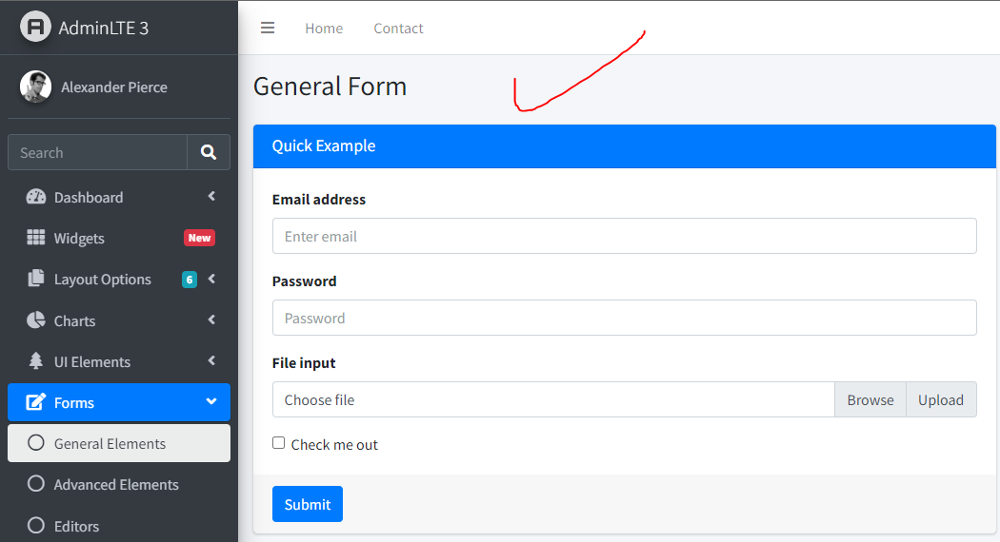 AdminLTE 3
Alexander Pierce
Search
Dashboard
Widgets New
Layout Options 6
Charts
UI Elements
Forms
General Elements
Advanced Elements
Editors
Home Contact
General Form
Quick Example
Email address
Enter email
Password
Password
File input
Choose file Browse Upload
Check me out
Submit